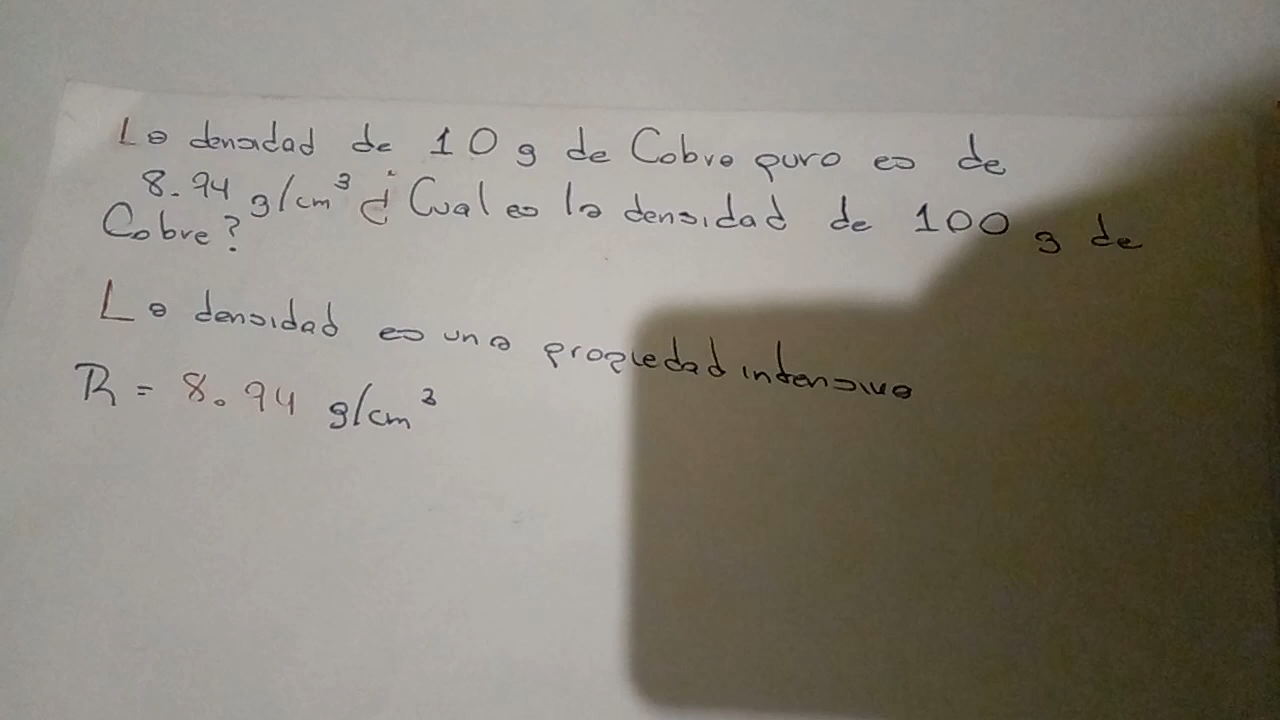 La densidad de 10 g de Cobre puro es de
8.94 g/cm³ ¿Cual es la densidad de 100 g de
Cobre?
La densidad es una propiedad intensiva
R = 8.94 g/cm³